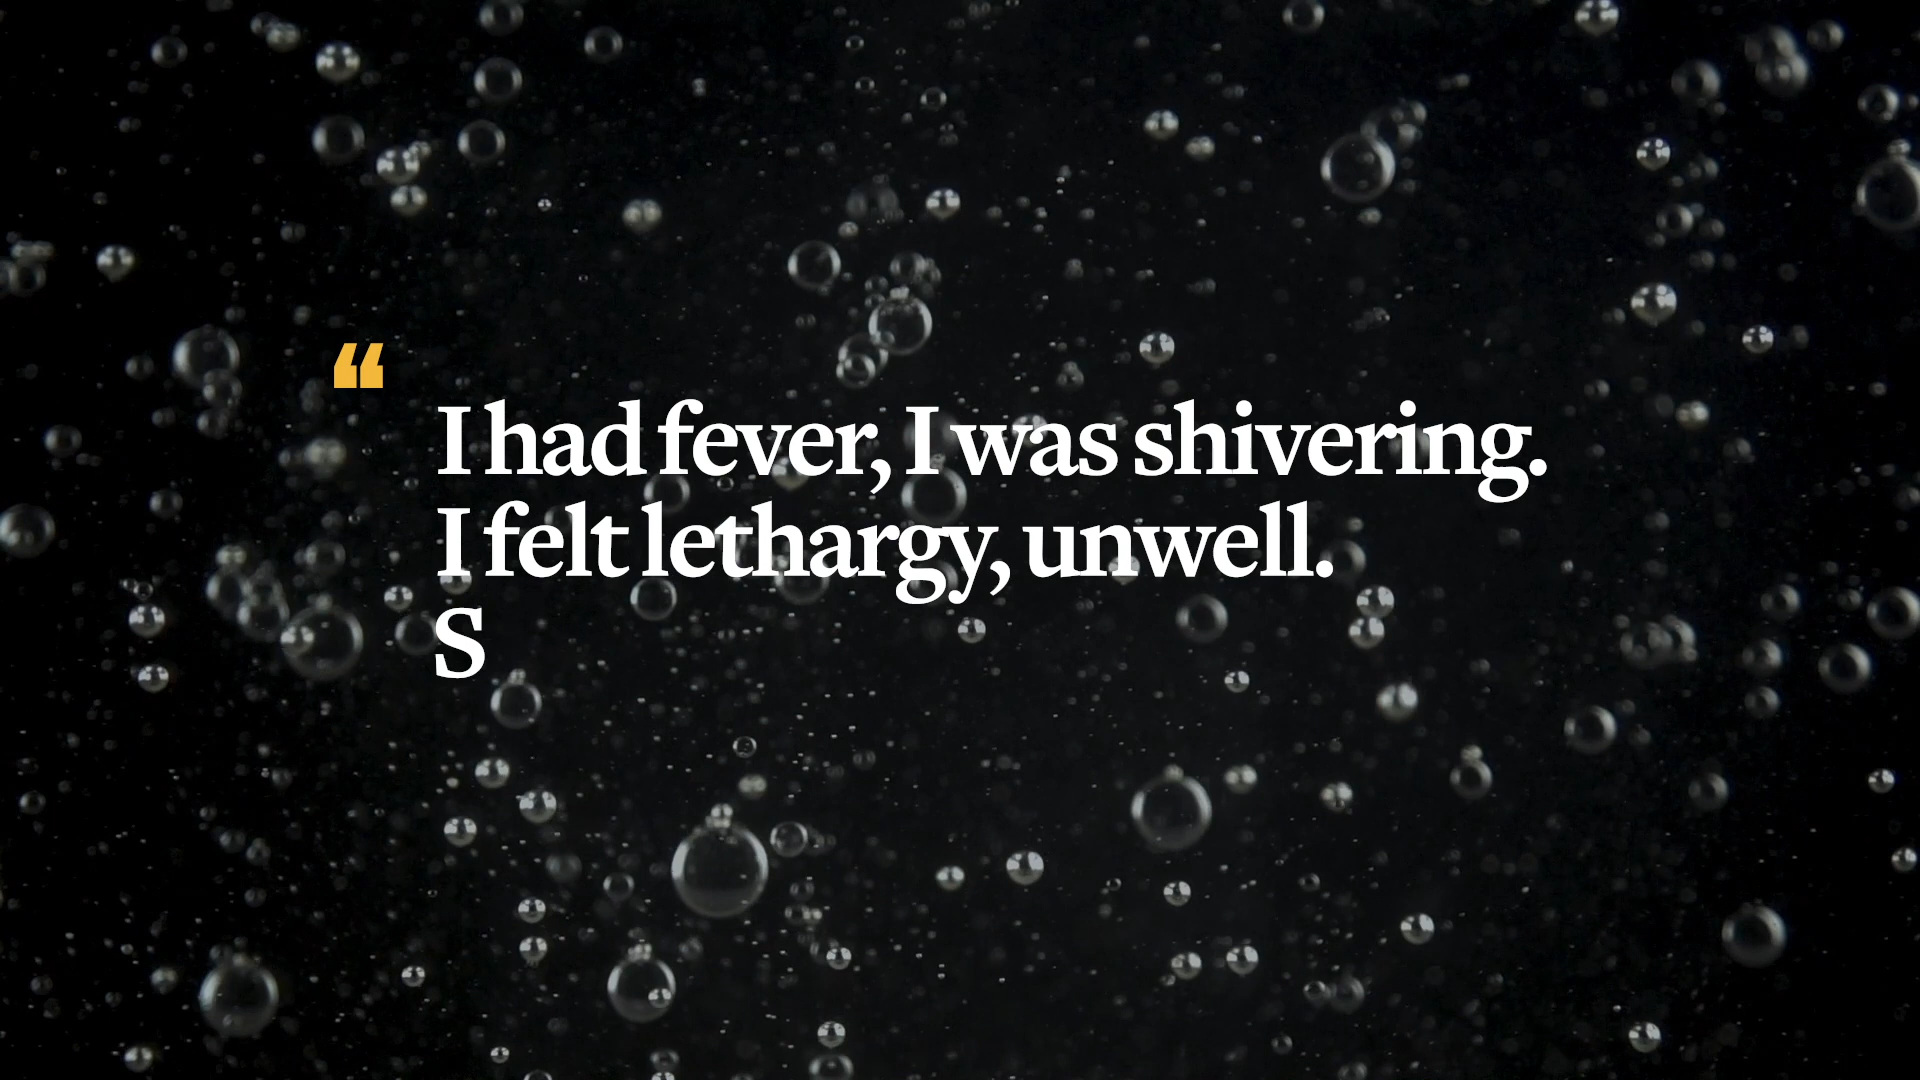 “
I had fever, I was shivering.
I felt lethargy, unwell.
S